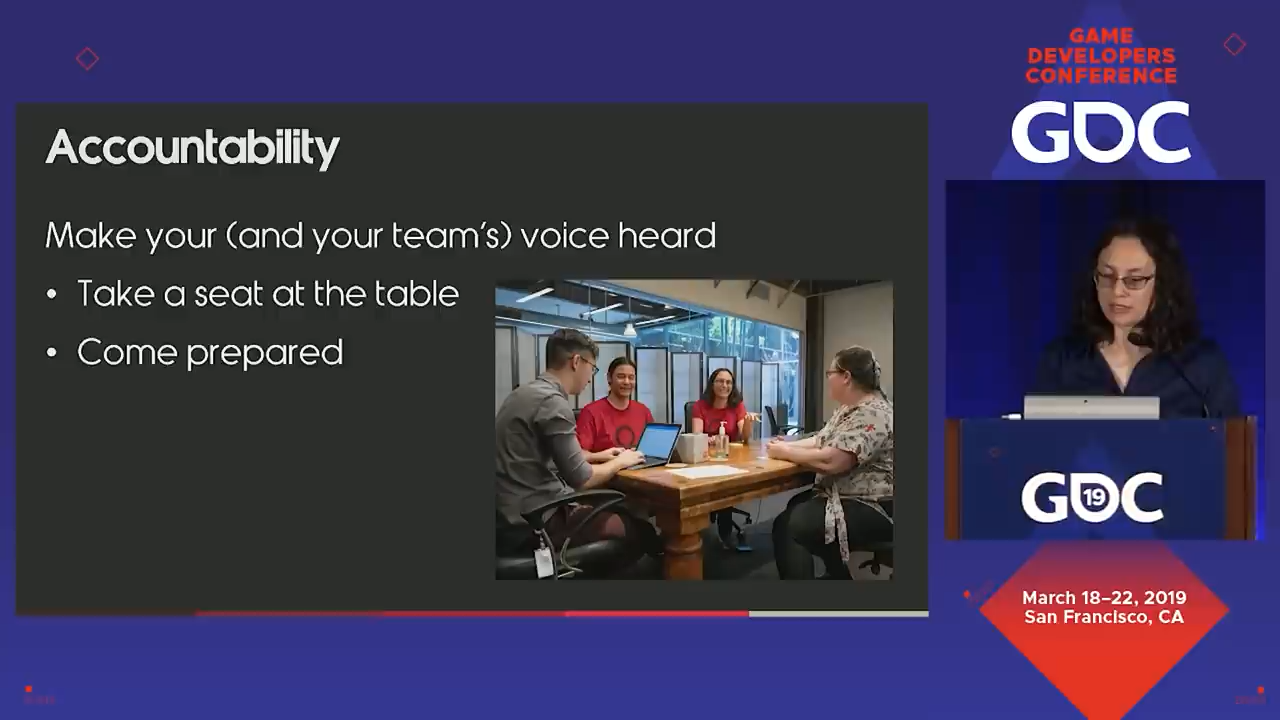 Accountability
Make your (and your team's) voice heard
• Take a seat at the table
• Come prepared
GAME
DEVELOPERS
CONFERENCE
GDC
GDC
19
March 18–22, 2019
San Francisco, CA